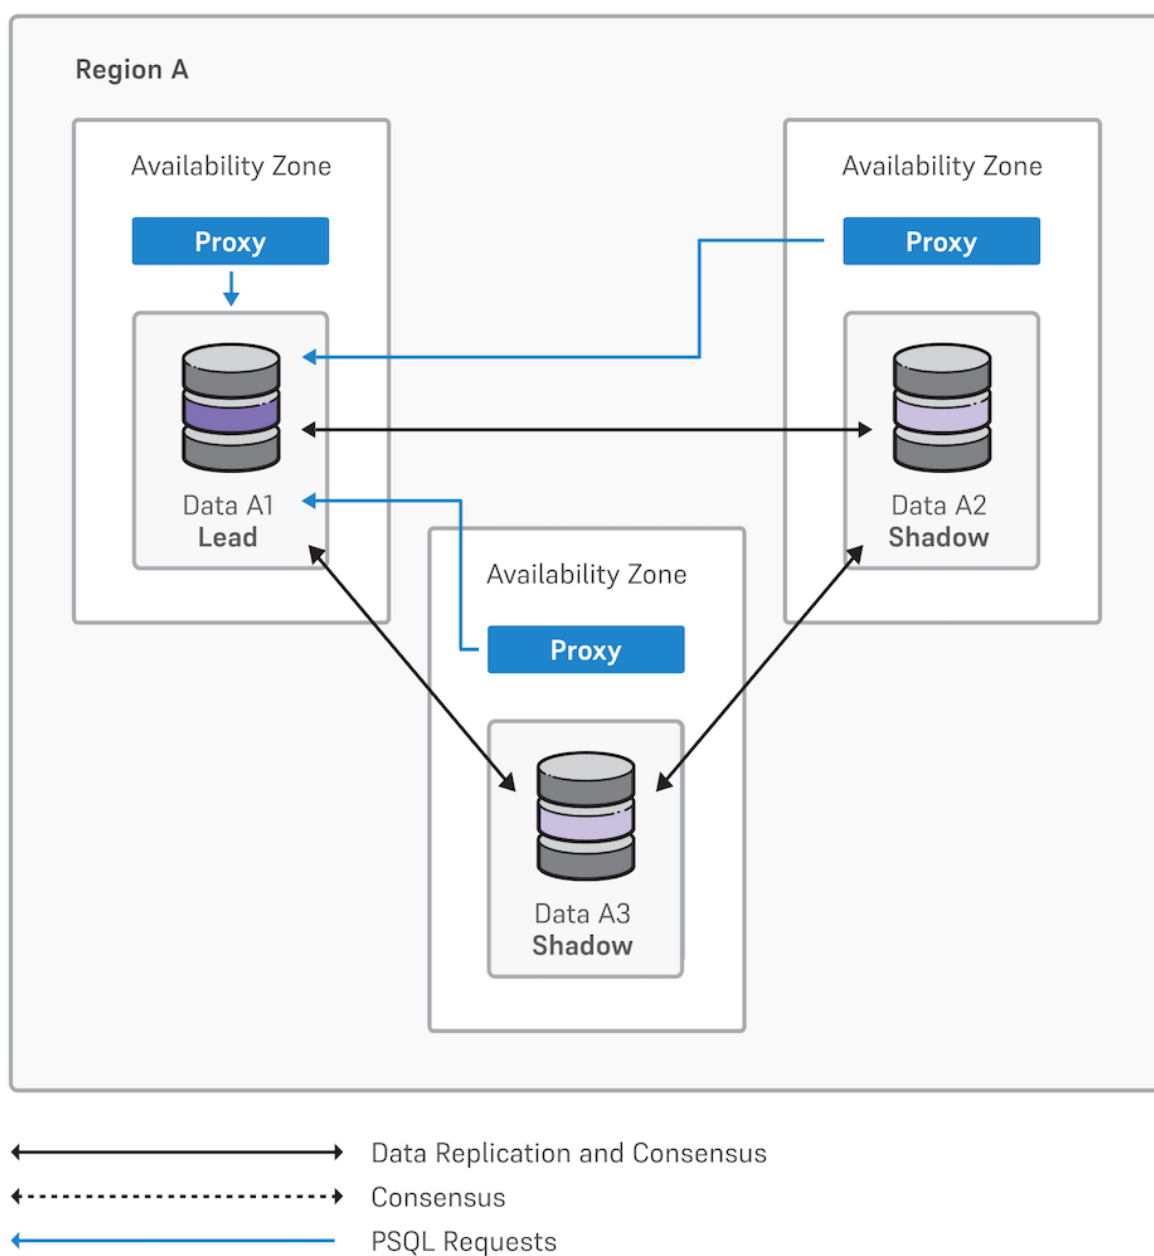 Region A
Availability Zone
Proxy
Data A1
Lead
Availability Zone
Proxy
Data A2
Shadow
Availability Zone
Proxy
Data A3
Shadow
Data Replication and Consensus
Consensus
PSQL Requests